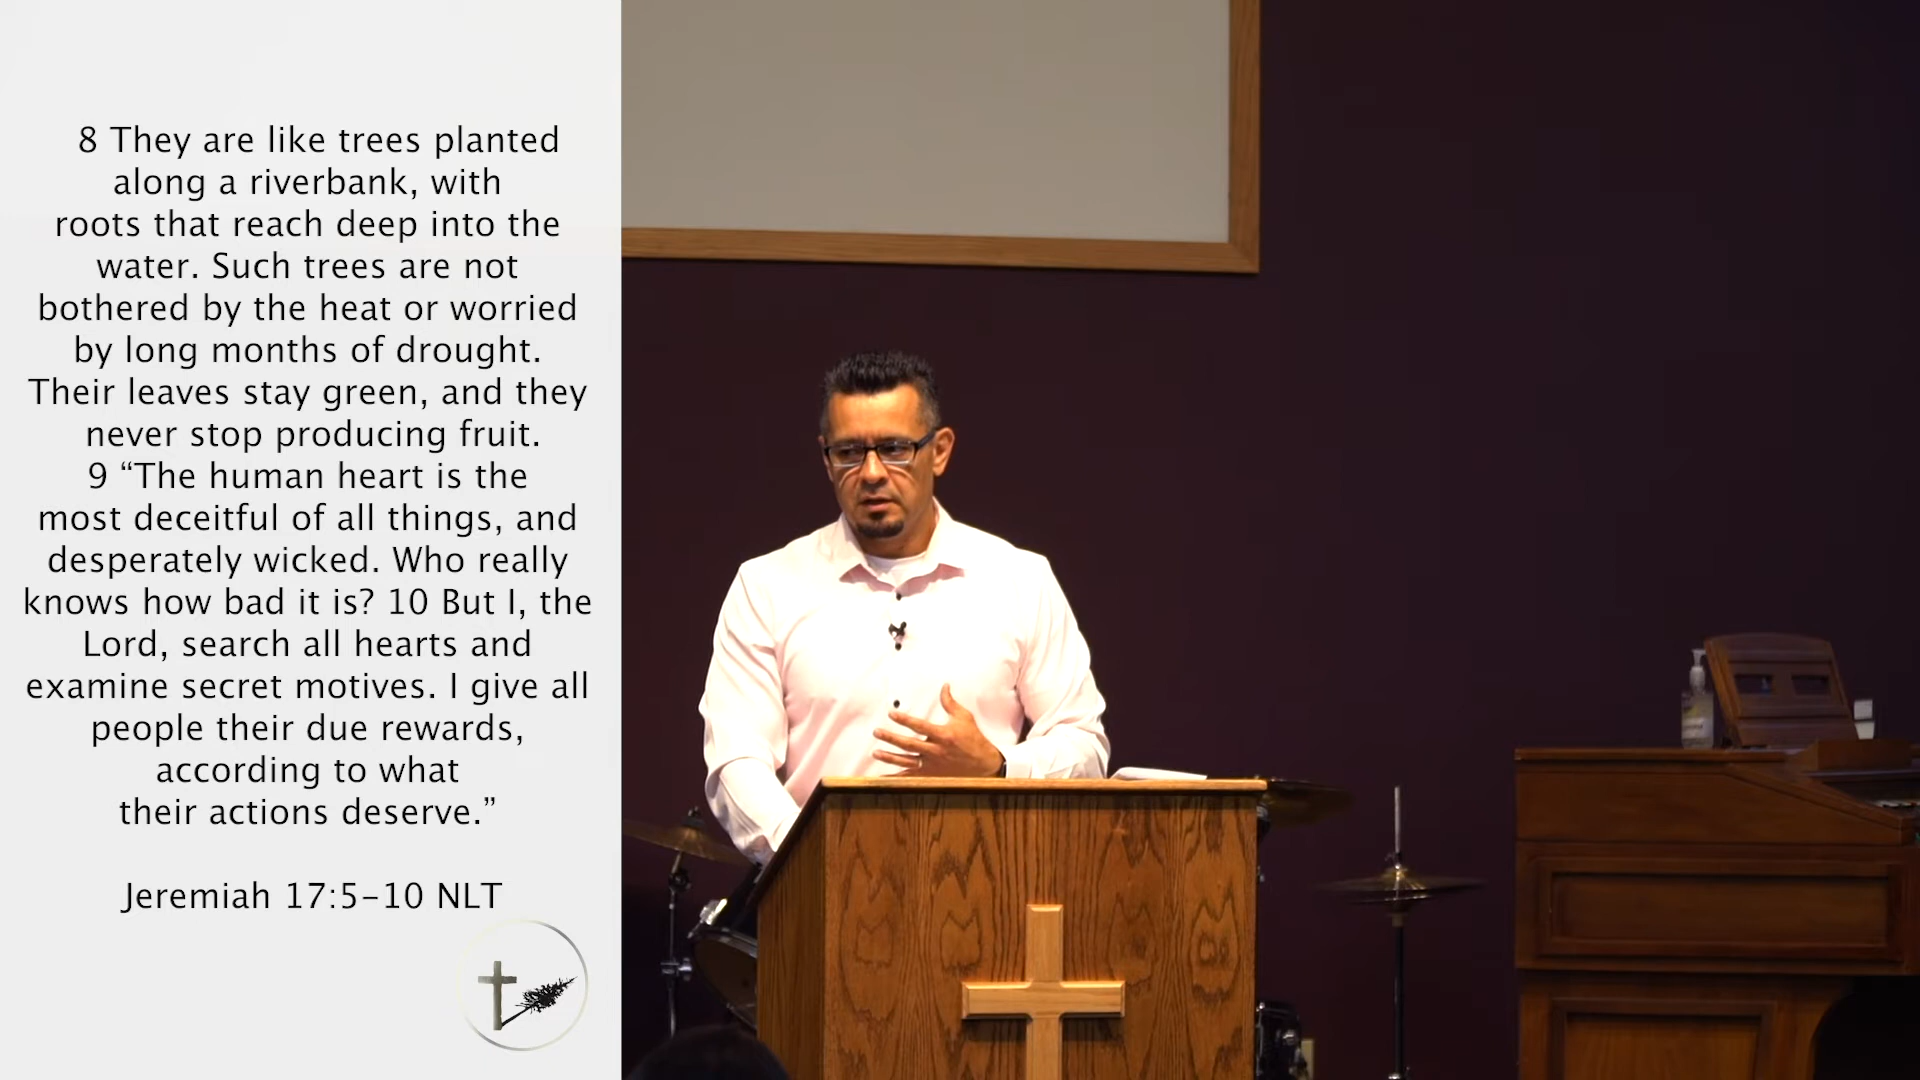 8 They are like trees planted
along a riverbank, with
roots that reach deep into the
water. Such trees are not
bothered by the heat or worried
by long months of drought.
Their leaves stay green, and they
never stop producing fruit.
9 “The human heart is the
most deceitful of all things, and
desperately wicked. Who really
knows how bad it is? 10 But I, the
Lord, search all hearts and
examine secret motives. I give all
people their due rewards,
according to what
their actions deserve.”
Jeremiah 17:5-10 NLT